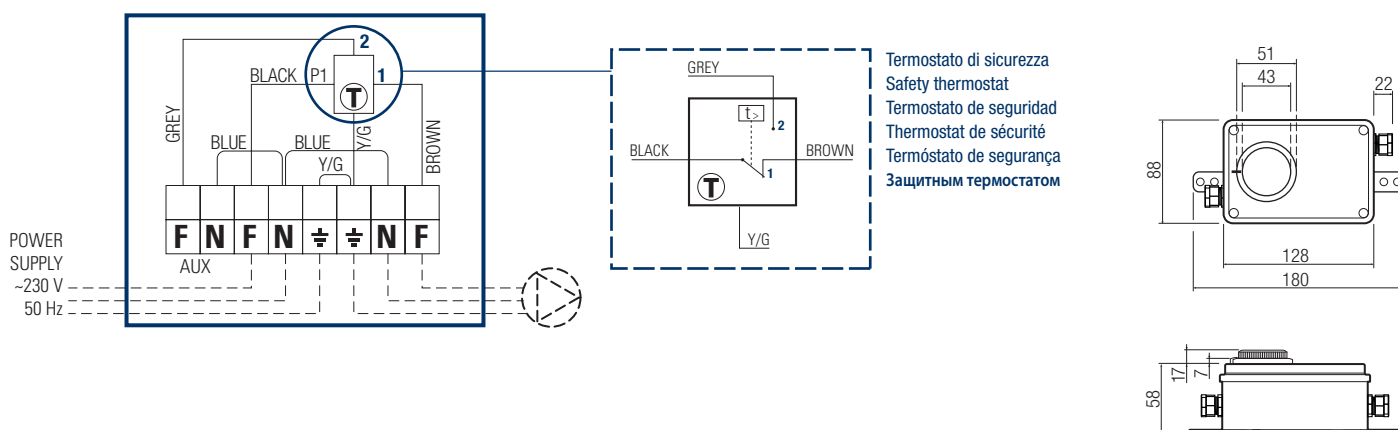 2
BLACK P1 1
T
GREY
BLUE BLUE Y/G BROWN
Y/G
F N F N N F
AUX
POWER
SUPPLY
~230 V
50 Hz
GREY
t>
2
BLACK BROWN
1
T
Y/G
Termostato di sicurezza
Safety thermostat
Termostato de seguridad
Thermostat de sécurité
Termóstato de segurança
Защитным термостатом
51
43
22
88
128
180
17
7
58